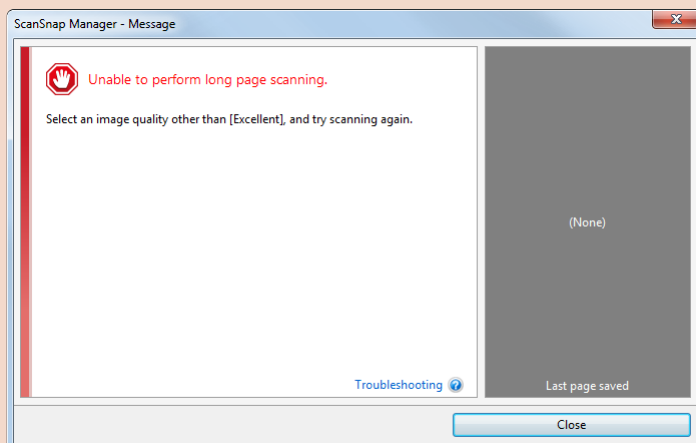 ScanSnap Manager - Message
Unable to perform long page scanning.
Select an image quality other than [Excellent], and try scanning again.
(None)
Troubleshooting
Last page saved
Close